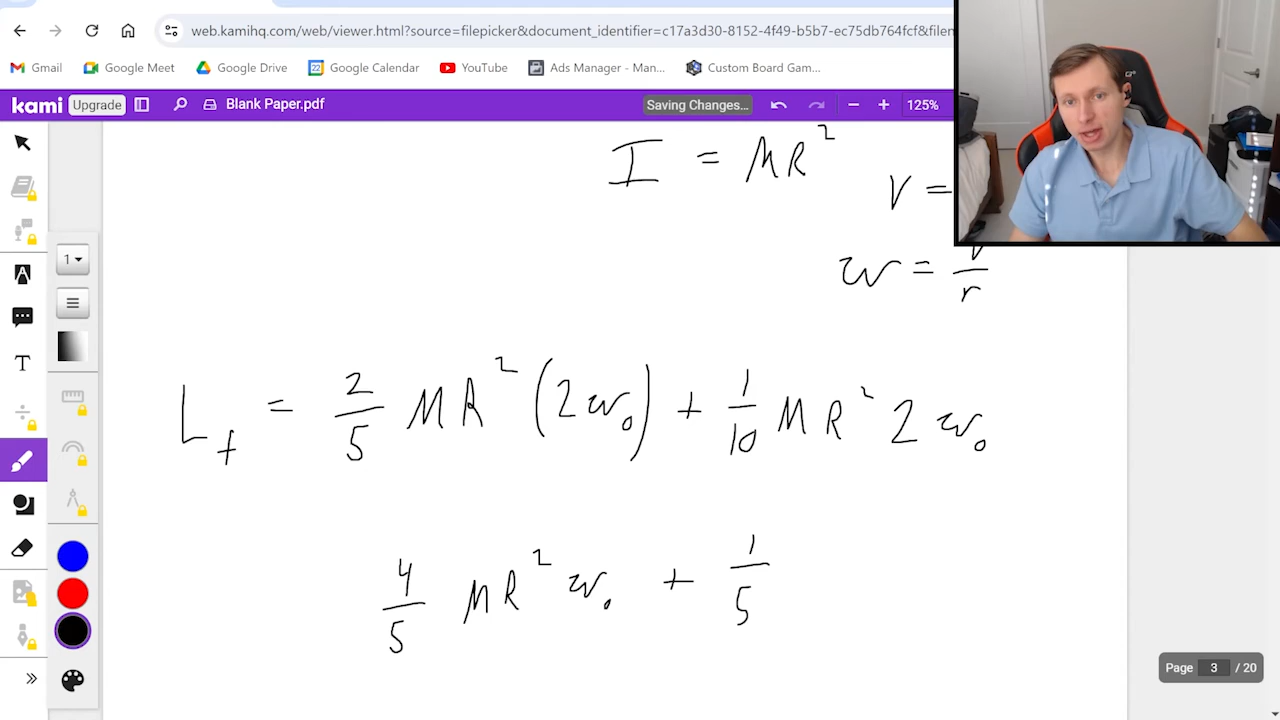 web.kamihq.com/web/viewer.html?source=filepicker&document_identifier=c17a3d30-8152-4f49-b5b7-ec75db764fcf&filen
Gmail Google Meet Google Drive 22 Google Calendar YouTube Ads Manager - Man... Custom Board Gam...
kami Upgrade Blank Paper.pdf Saving Changes... 125%
I = MR²
V =
ω = v/r
1
T
L_f = 2/5 MR² (2ω₀) + 1/10 MR² 2ω₀
4/5 MR² ω₀ + 1/5
Page 3 / 20